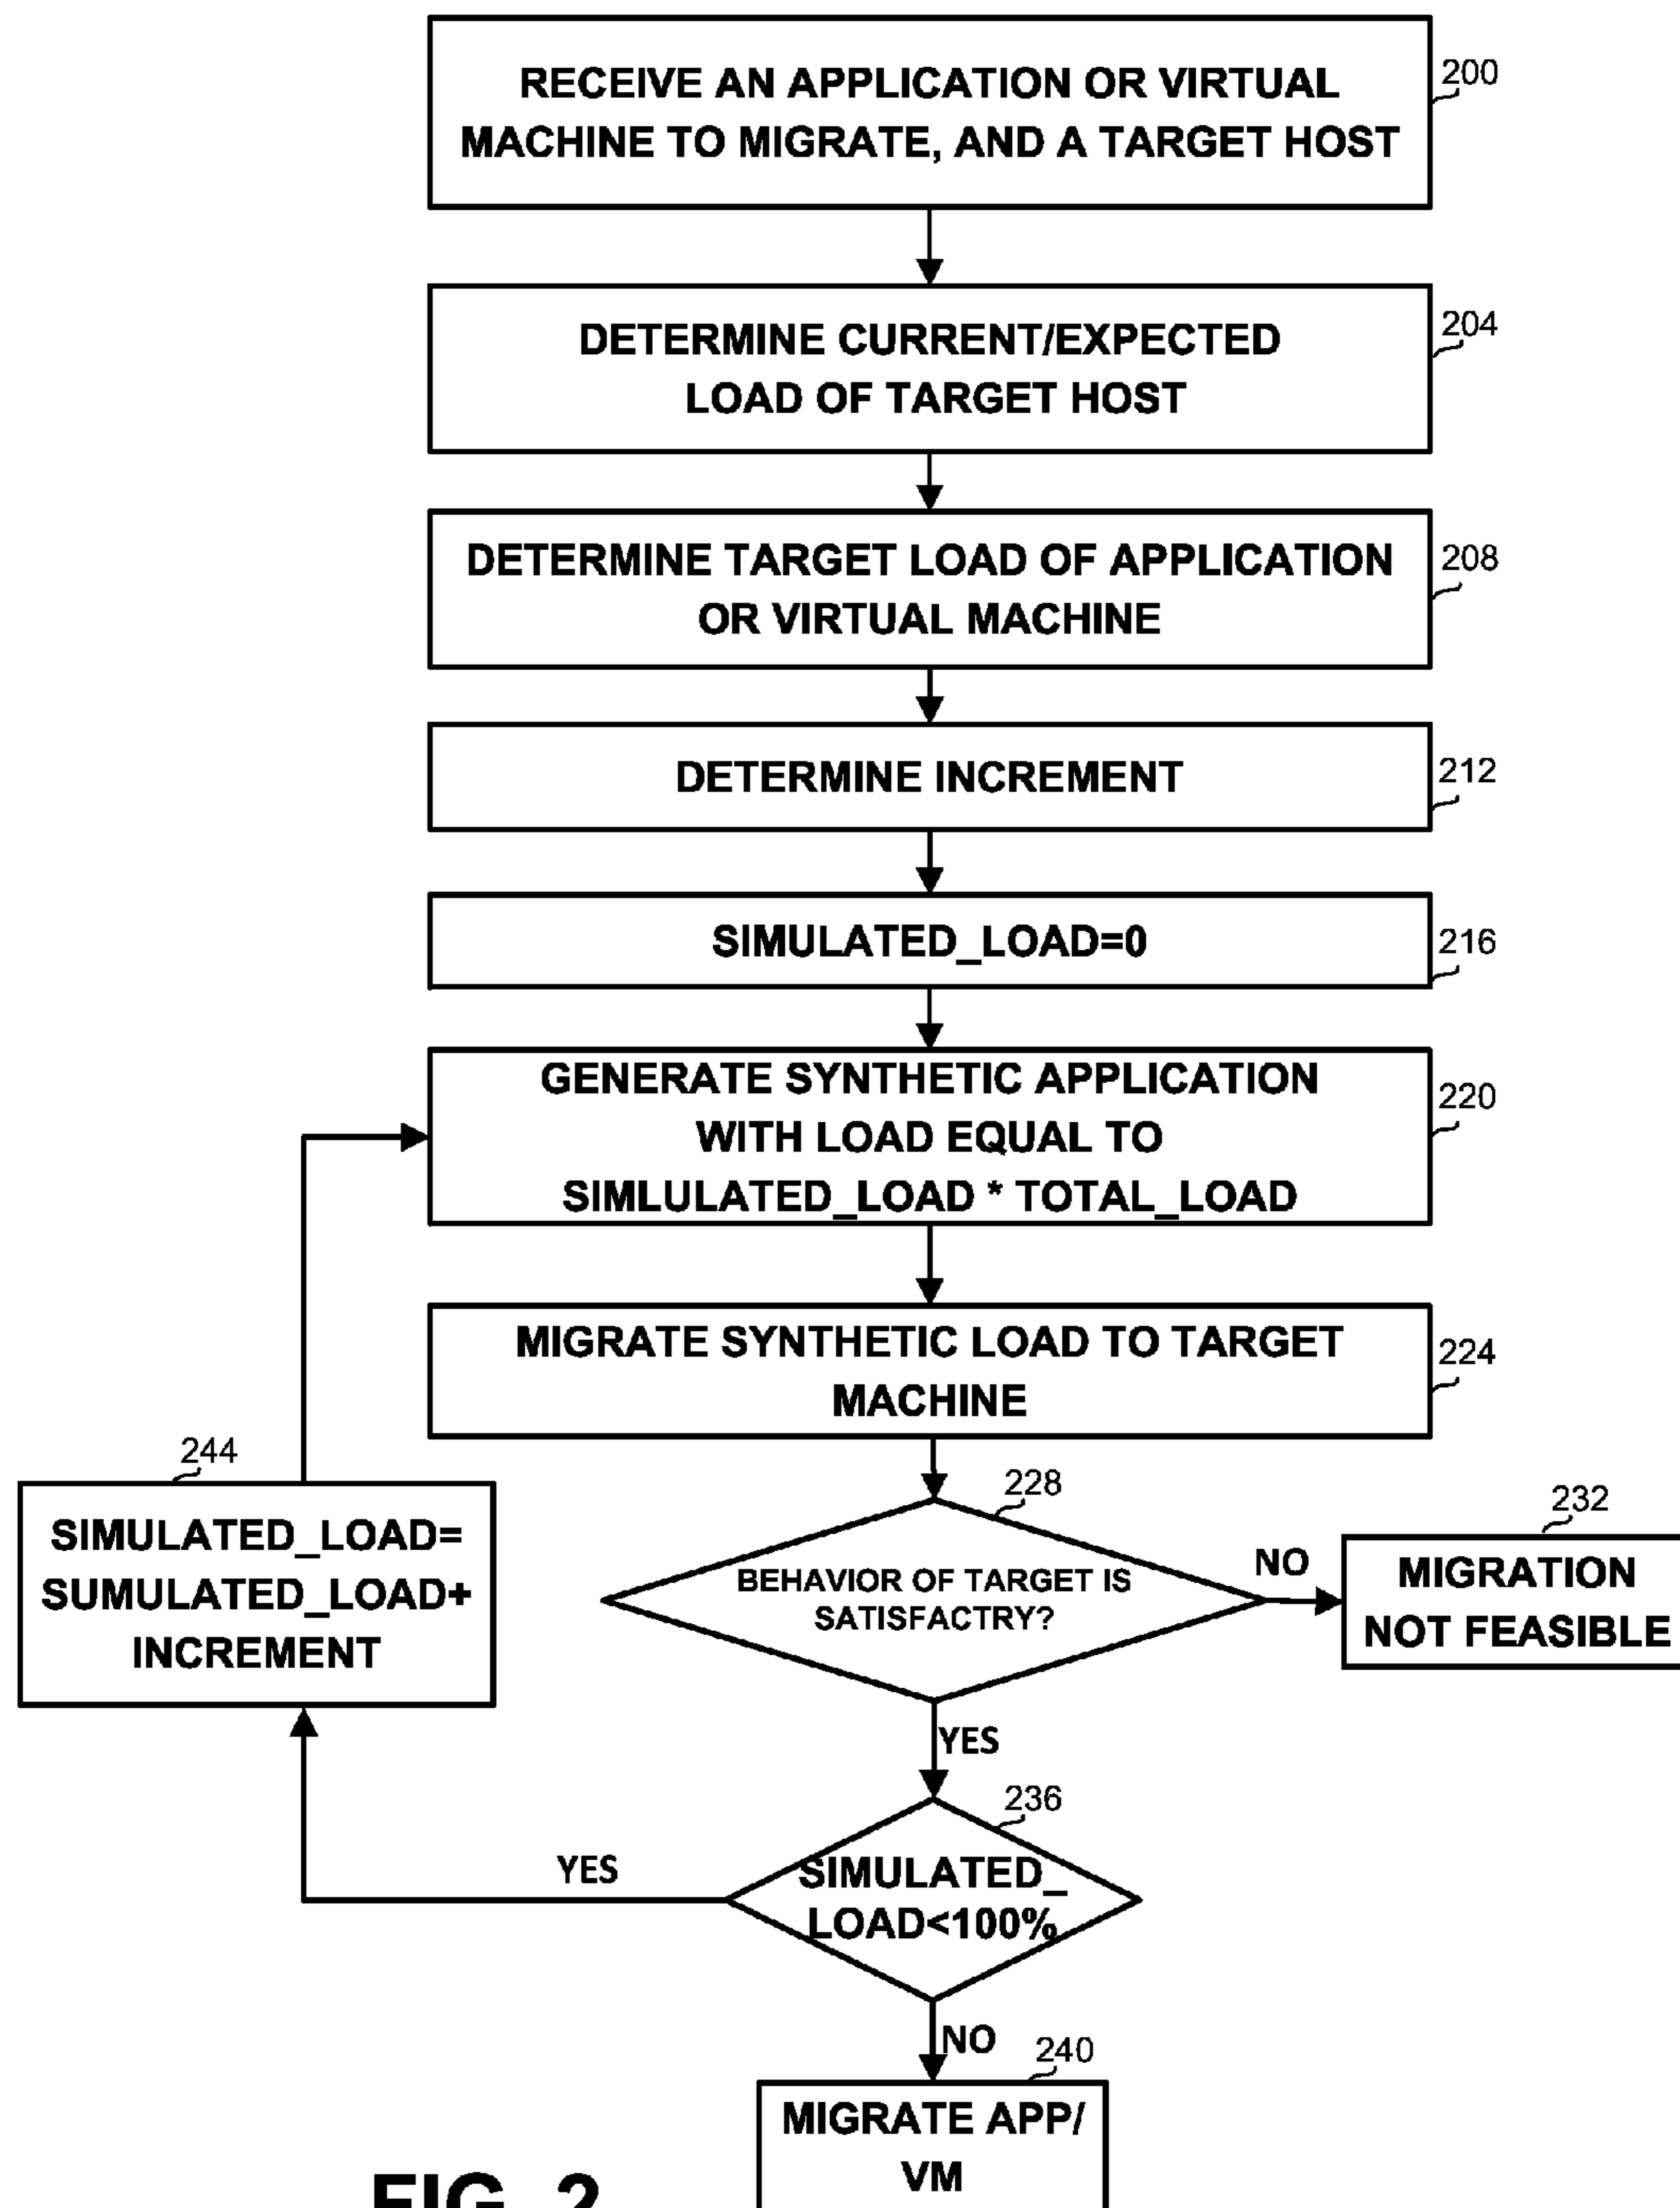 RECEIVE AN APPLICATION OR VIRTUAL
MACHINE TO MIGRATE, AND A TARGET HOST
200
DETERMINE CURRENT/EXPECTED
LOAD OF TARGET HOST
204
DETERMINE TARGET LOAD OF APPLICATION
OR VIRTUAL MACHINE
208
DETERMINE INCREMENT
212
SIMULATED_LOAD=0
216
GENERATE SYNTHETIC APPLICATION
WITH LOAD EQUAL TO
SIMLULATED_LOAD * TOTAL_LOAD
220
MIGRATE SYNTHETIC LOAD TO TARGET
MACHINE
224
244
SIMULATED_LOAD=
SUMULATED_LOAD+
INCREMENT
228
BEHAVIOR OF TARGET IS
SATISFACTRY?
NO
232
MIGRATION
NOT FEASIBLE
YES
236
SIMULATED_
LOAD<100%
YES
NO
240
MIGRATE APP/
VM
FIG. 2